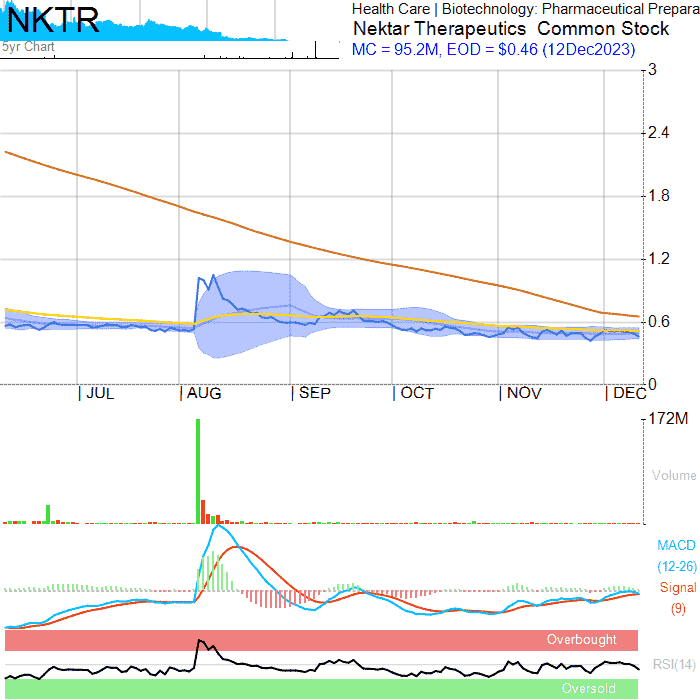 NKTR
5yr Chart
Health Care | Biotechnology: Pharmaceutical Prepara
Nektar Therapeutics Common Stock
MC = 95.2M, EOD = $0.46 (12Dec2023)
3
2.4
1.8
1.2
0.6
0
JUL AUG SEP OCT NOV DEC
172M
Volume
MACD
(12-26)
Signal
(9)
Overbought
RSI(14)
Oversold